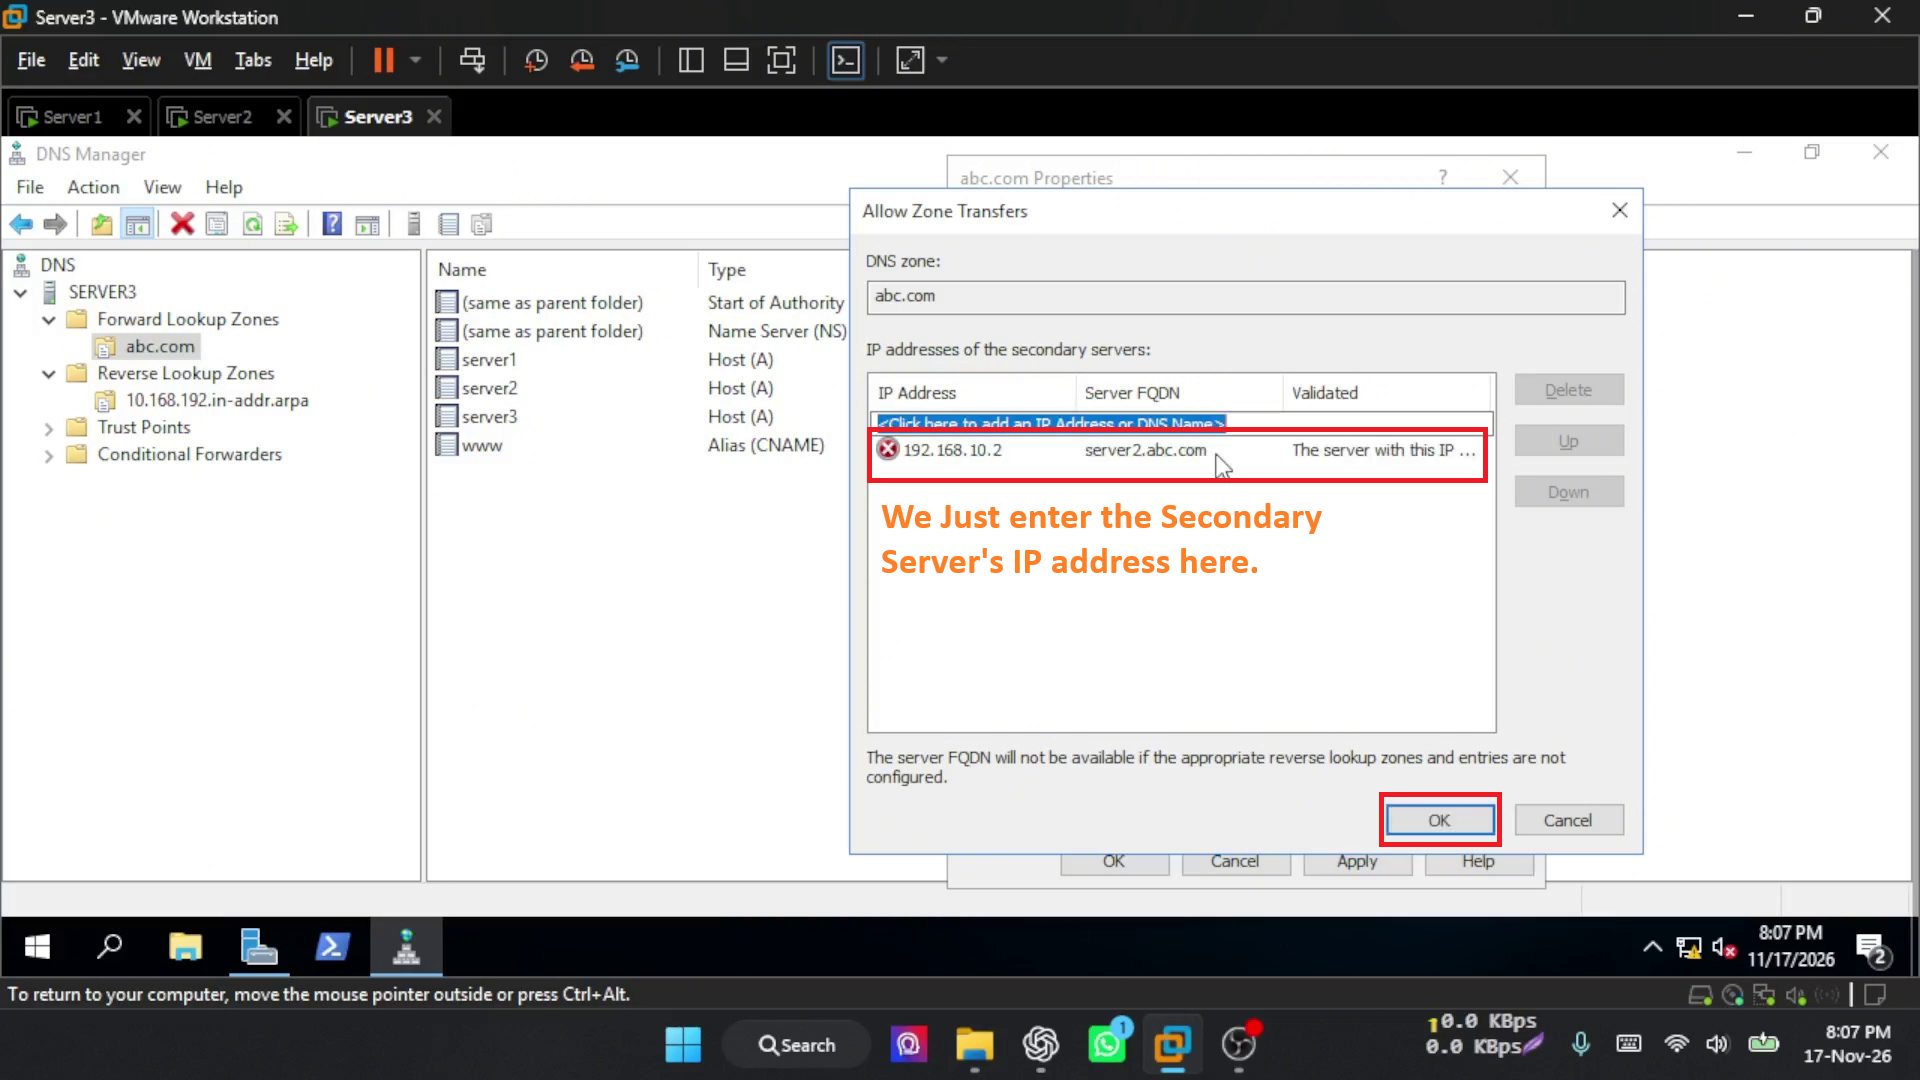 Server3 - VMware Workstation
File Edit View VM Tabs Help
Server1 Server2 Server3
DNS Manager
File Action View Help
DNS
SERVER3
Forward Lookup Zones
abc.com
Reverse Lookup Zones
10.168.192.in-addr.arpa
Trust Points
Conditional Forwarders
Name Type
(same as parent folder) Start of Authority
(same as parent folder) Name Server (NS)
server1 Host (A)
server2 Host (A)
server3 Host (A)
www Alias (CNAME)
abc.com Properties
Allow Zone Transfers
DNS zone:
abc.com
IP addresses of the secondary servers:
IP Address Server FQDN Validated
<Click here to add an IP Address or DNS Name>
192.168.10.2 server2.abc.com The server with this IP ...
Delete
Up
Down
We Just enter the Secondary
Server's IP address here.
The server FQDN will not be available if the appropriate reverse lookup zones and entries are not
configured.
OK Cancel
OK Cancel Apply Help
8:07 PM
11/17/2026
2
To return to your computer, move the mouse pointer outside or press Ctrl+Alt.
Search
1
0.0 KBps
0.0 KBps
8:07 PM
17-Nov-26